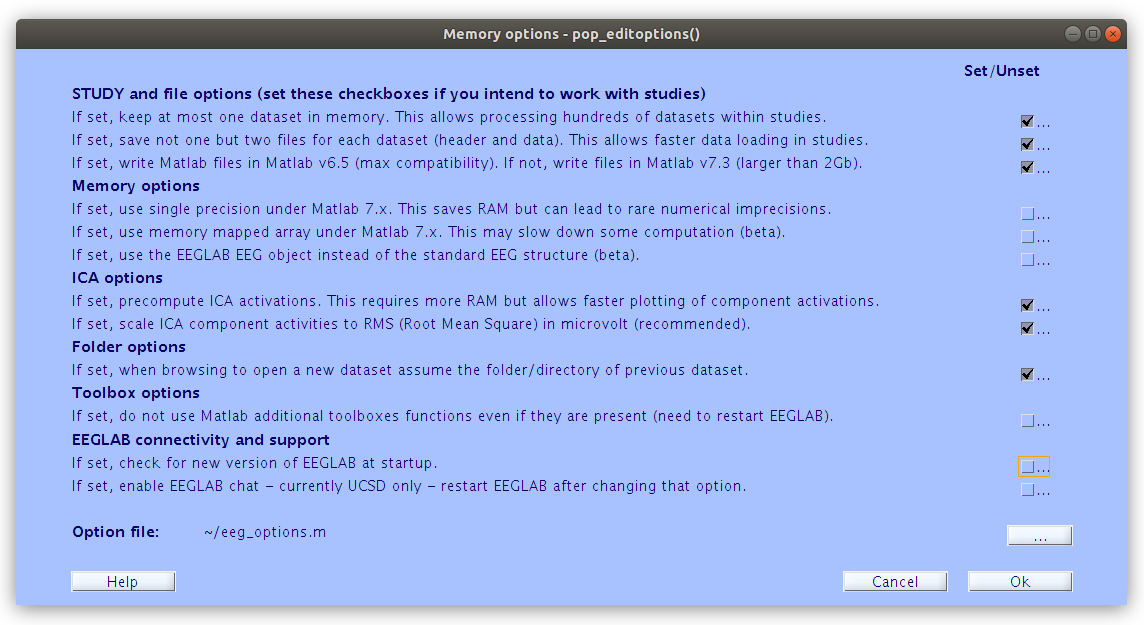 Memory options - pop_editoptions()
Set/Unset
STUDY and file options (set these checkboxes if you intend to work with studies)
If set, keep at most one dataset in memory. This allows processing hundreds of datasets within studies. ...
If set, save not one but two files for each dataset (header and data). This allows faster data loading in studies. ...
If set, write Matlab files in Matlab v6.5 (max compatibility). If not, write files in Matlab v7.3 (larger than 2Gb). ...
Memory options
If set, use single precision under Matlab 7.x. This saves RAM but can lead to rare numerical imprecisions. ...
If set, use memory mapped array under Matlab 7.x. This may slow down some computation (beta). ...
If set, use the EEGLAB EEG object instead of the standard EEG structure (beta). ...
ICA options
If set, precompute ICA activations. This requires more RAM but allows faster plotting of component activations. ...
If set, scale ICA component activities to RMS (Root Mean Square) in microvolt (recommended). ...
Folder options
If set, when browsing to open a new dataset assume the folder/directory of previous dataset. ...
Toolbox options
If set, do not use Matlab additional toolboxes functions even if they are present (need to restart EEGLAB). ...
EEGLAB connectivity and support
If set, check for new version of EEGLAB at startup. ...
If set, enable EEGLAB chat – currently UCSD only – restart EEGLAB after changing that option. ...
Option file: ~/eeg_options.m ...
Help Cancel Ok